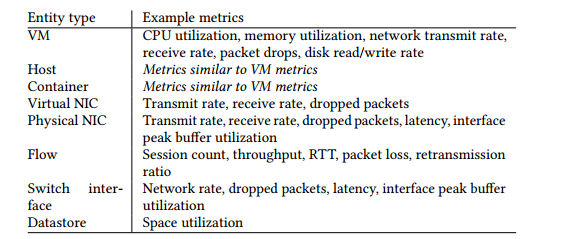 Entity type Example metrics
VM CPU utilization, memory utilization, network transmit rate,
receive rate, packet drops, disk read/write rate
Host Metrics similar to VM metrics
Container Metrics similar to VM metrics
Virtual NIC Transmit rate, receive rate, dropped packets
Physical NIC Transmit rate, receive rate, dropped packets, latency, interface
peak buffer utilization
Flow Session count, throughput, RTT, packet loss, retransmission
ratio
Switch inter- Network rate, dropped packets, latency, interface peak buffer
face utilization
Datastore Space utilization